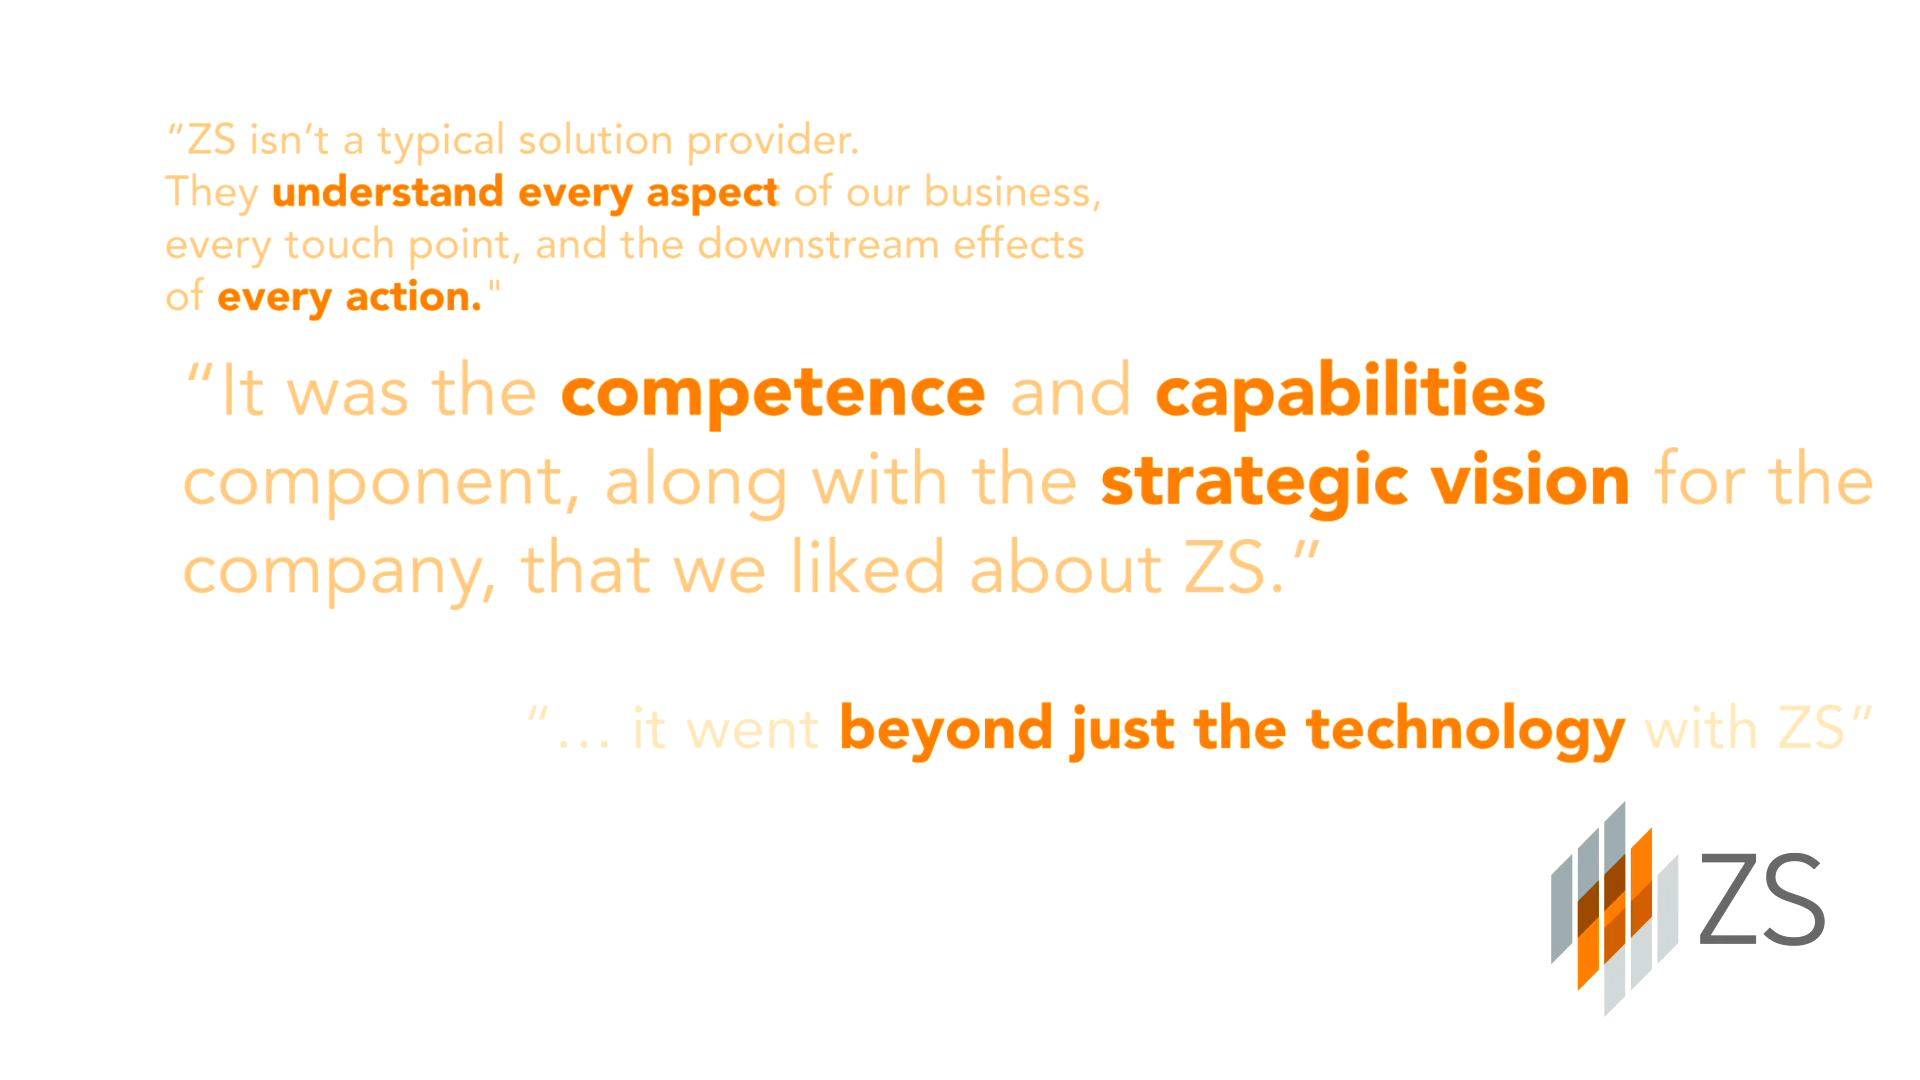 “ZS isn’t a typical solution provider.
They understand every aspect of our business,
every touch point, and the downstream effects
of every action."
“It was the competence and capabilities
component, along with the strategic vision for the
company, that we liked about ZS.”
“... it went beyond just the technology with ZS”
ZS